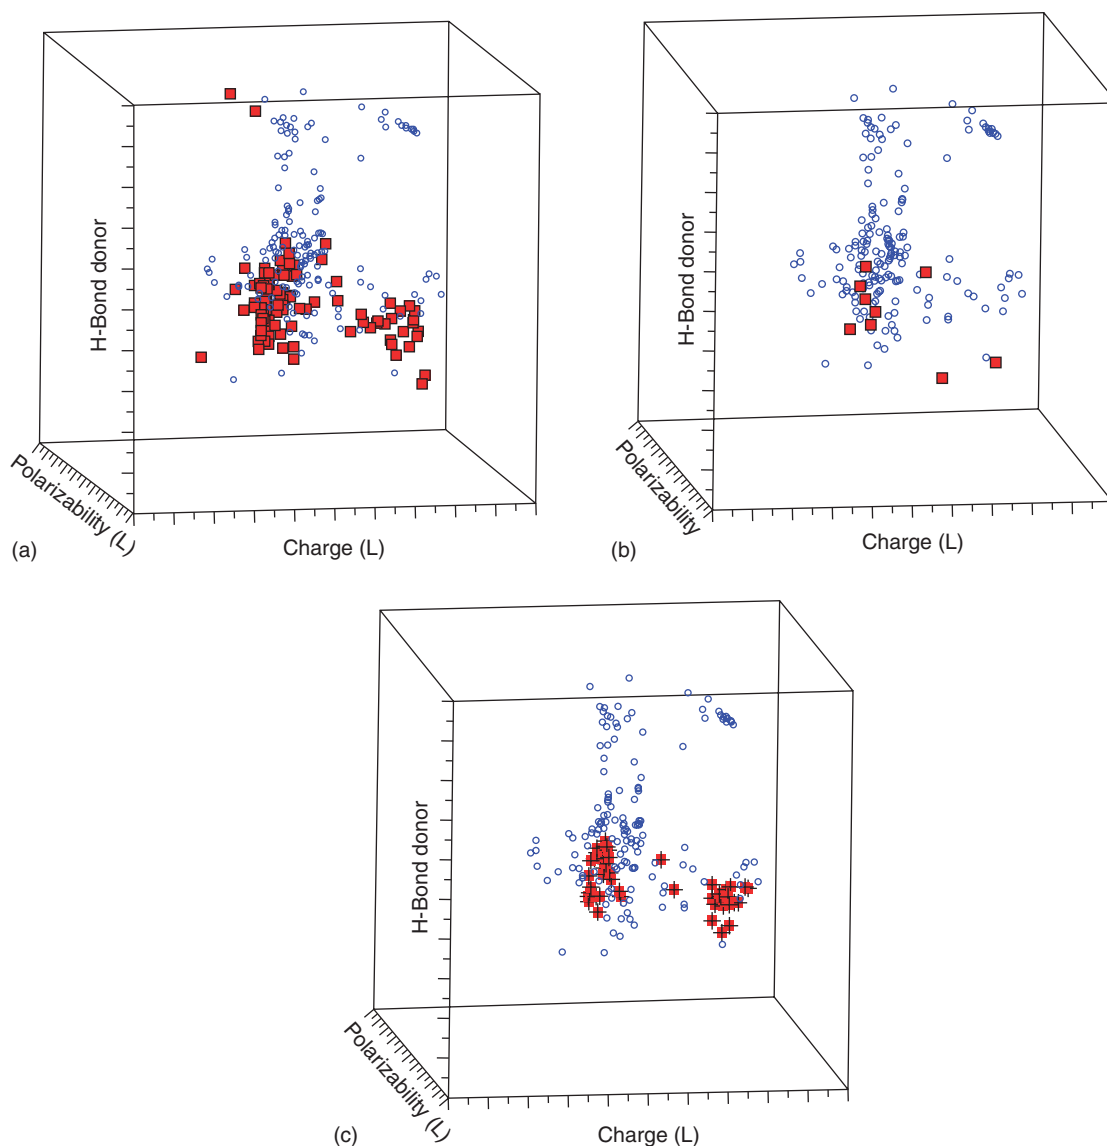 H-Bond donor
Polarizability (L)
Charge (L)
(a)
H-Bond donor
Polarizability
Charge (L)
(b)
H-Bond donor
Polarizability (L)
Charge (L)
(c)